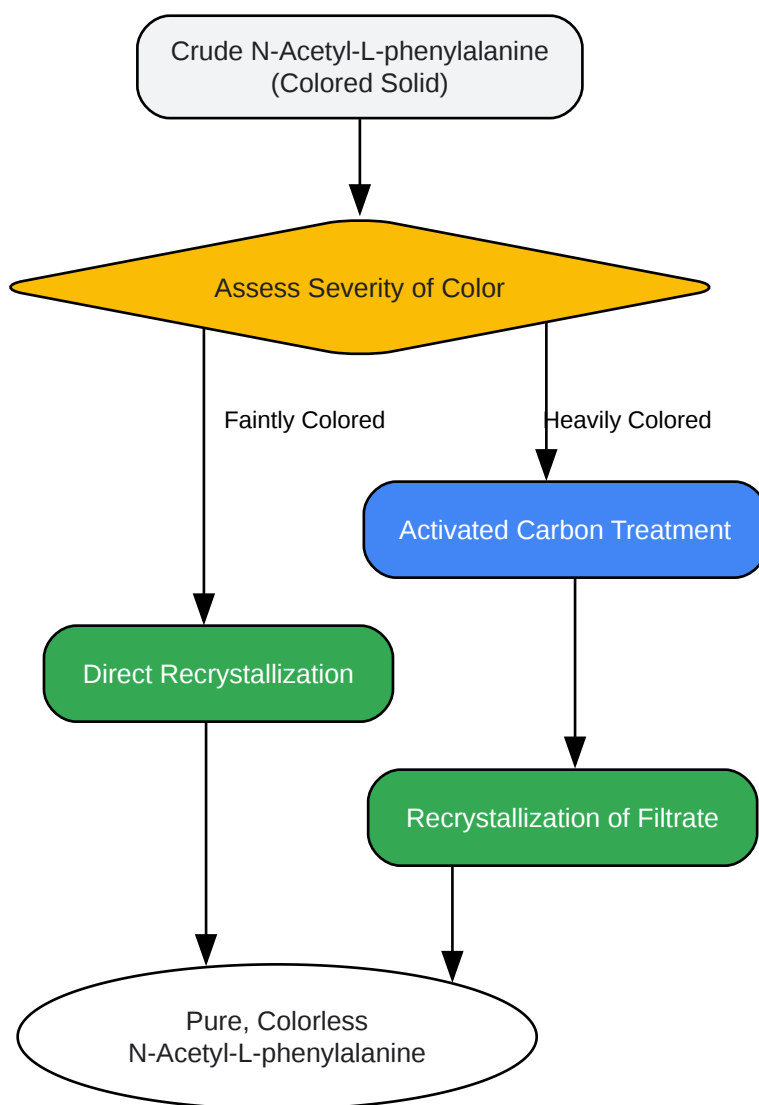 Crude N-Acetyl-L-phenylalanine
(Colored Solid)
Assess Severity of Color
Faintly Colored
Heavily Colored
Activated Carbon Treatment
Direct Recrystallization
Recrystallization of Filtrate
Pure, Colorless
N-Acetyl-L-phenylalanine